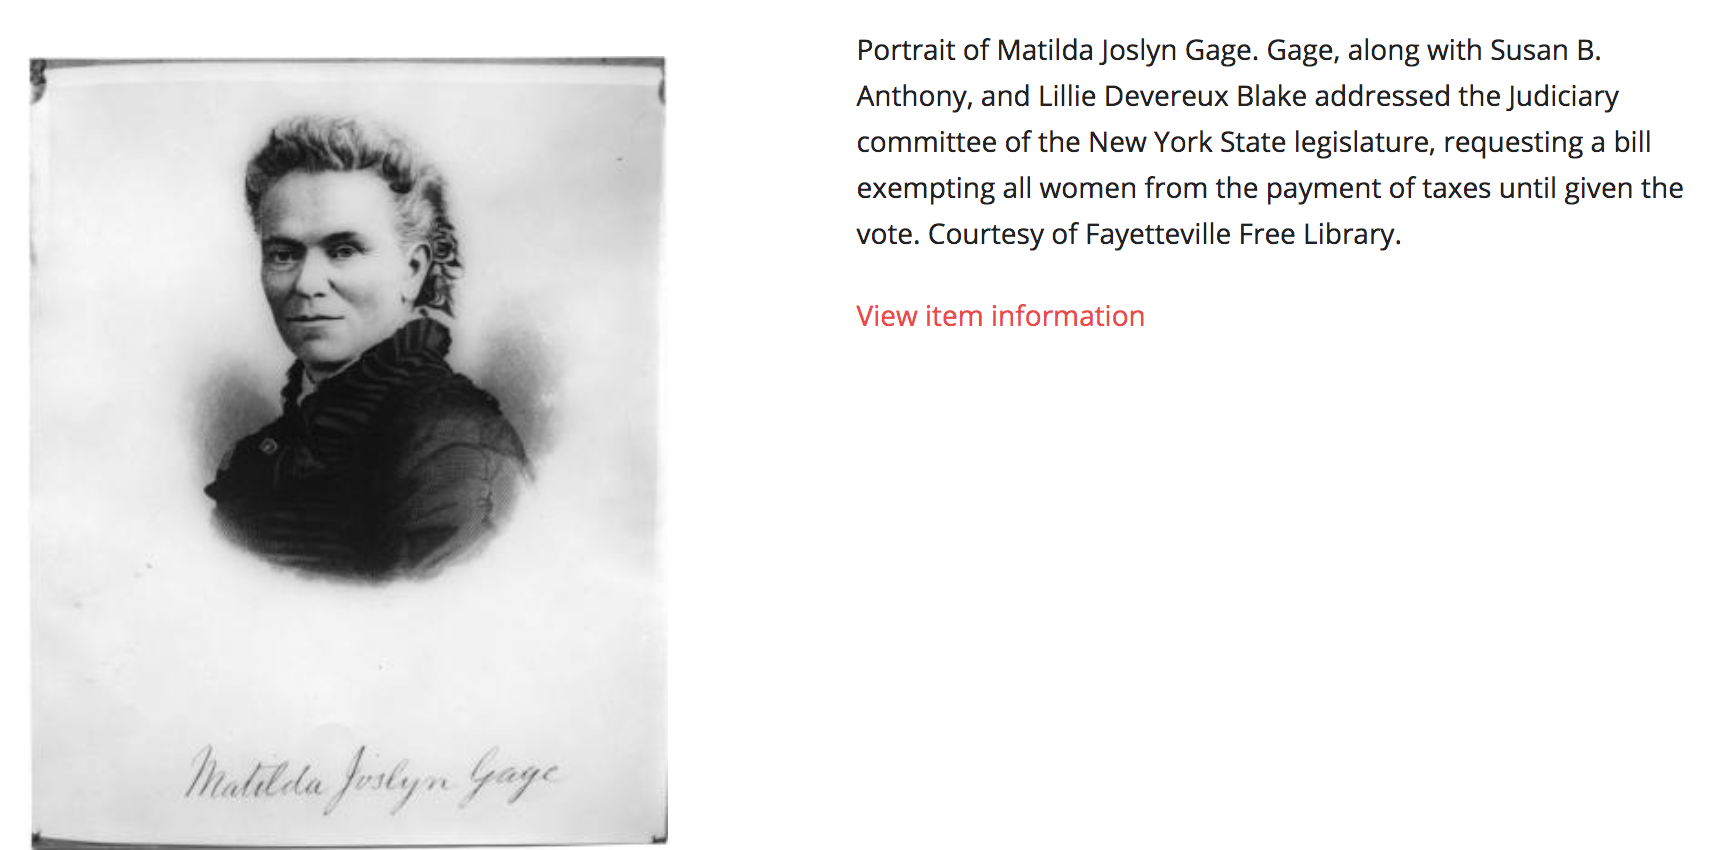 Portrait of Matilda Joslyn Gage. Gage, along with Susan B.
Anthony, and Lillie Devereux Blake addressed the Judiciary
committee of the New York State legislature, requesting a bill
exempting all women from the payment of taxes until given the
vote. Courtesy of Fayetteville Free Library.
View item information
Matilda Joslyn Gage